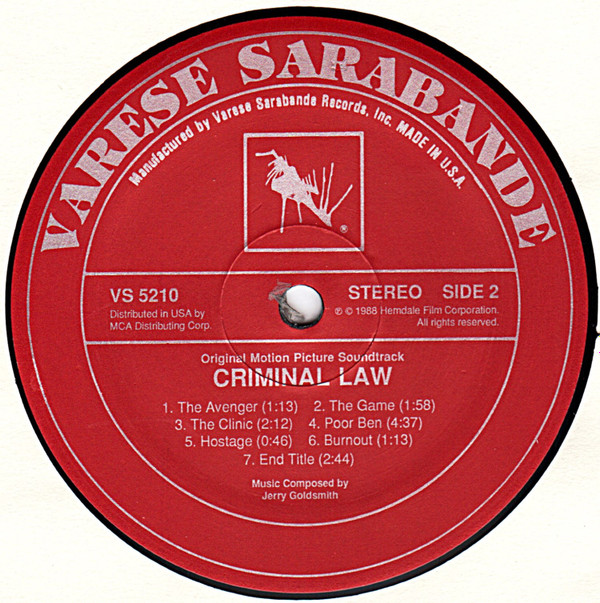 VARESE SARABANDE
Manufactured by Varese Sarabande Records, Inc. MADE IN U.S.A.
®
VS 5210
Distributed in USA by
MCA Distributing Corp.
STEREO SIDE 2
℗ © 1988 Hemdale Film Corporation.
All rights reserved.
Original Motion Picture Soundtrack
CRIMINAL LAW
1. The Avenger (1:13) 2. The Game (1:58)
3. The Clinic (2:12) 4. Poor Ben (4:37)
5. Hostage (0:46) 6. Burnout (1:13)
7. End Title (2:44)
Music Composed by
Jerry Goldsmith